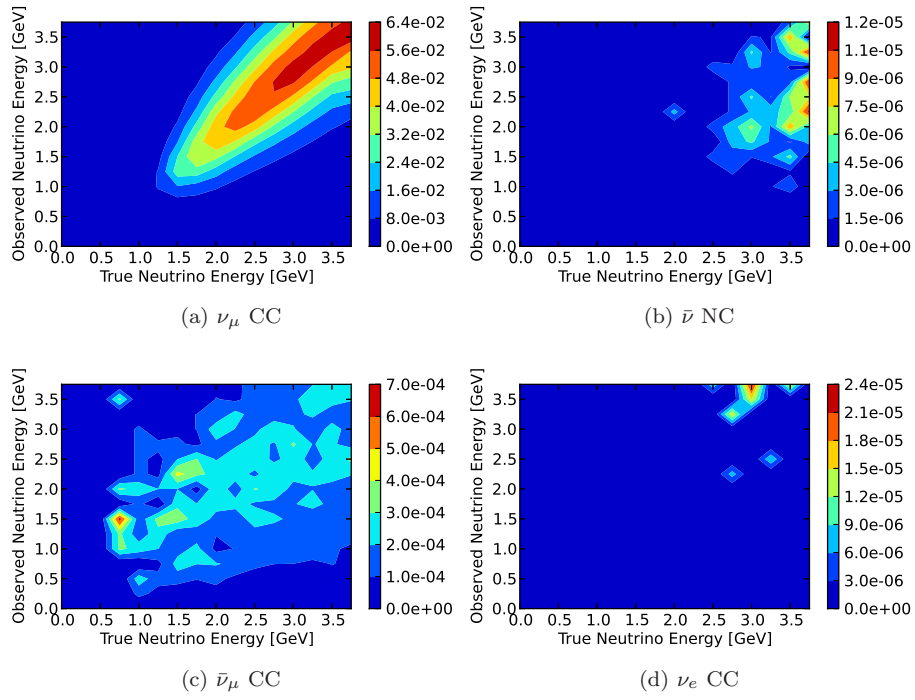 Observed Neutrino Energy [GeV]
3.5
3.0
2.5
2.0
1.5
1.0
0.5
0.0
0.0 0.5 1.0 1.5 2.0 2.5 3.0 3.5
True Neutrino Energy [GeV]
6.4e-02
5.6e-02
4.8e-02
4.0e-02
3.2e-02
2.4e-02
1.6e-02
8.0e-03
0.0e+00
(a) νμ CC
Observed Neutrino Energy [GeV]
3.5
3.0
2.5
2.0
1.5
1.0
0.5
0.0
0.0 0.5 1.0 1.5 2.0 2.5 3.0 3.5
True Neutrino Energy [GeV]
1.2e-05
1.1e-05
9.0e-06
7.5e-06
6.0e-06
4.5e-06
3.0e-06
1.5e-06
0.0e+00
(b) ν̄ NC
Observed Neutrino Energy [GeV]
3.5
3.0
2.5
2.0
1.5
1.0
0.5
0.0
0.0 0.5 1.0 1.5 2.0 2.5 3.0 3.5
True Neutrino Energy [GeV]
7.0e-04
6.0e-04
5.0e-04
4.0e-04
3.0e-04
2.0e-04
1.0e-04
0.0e+00
(c) ν̄μ CC
Observed Neutrino Energy [GeV]
3.5
3.0
2.5
2.0
1.5
1.0
0.5
0.0
0.0 0.5 1.0 1.5 2.0 2.5 3.0 3.5
True Neutrino Energy [GeV]
2.4e-05
2.1e-05
1.8e-05
1.5e-05
1.2e-05
9.0e-06
6.0e-06
3.0e-06
0.0e+00
(d) νe CC